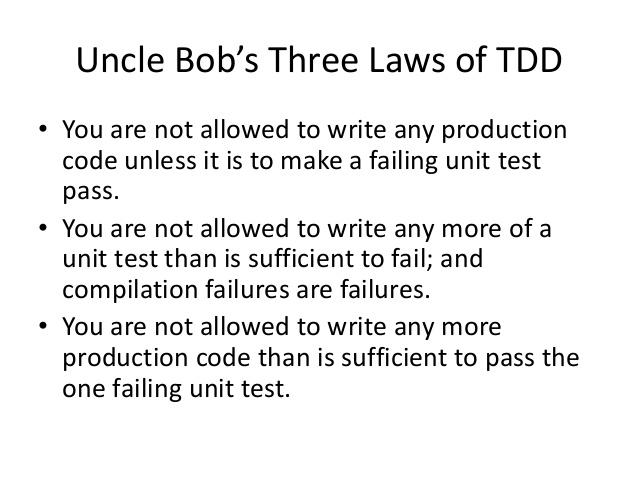 Uncle Bob’s Three Laws of TDD
• You are not allowed to write any production
code unless it is to make a failing unit test
pass.
• You are not allowed to write any more of a
unit test than is sufficient to fail; and
compilation failures are failures.
• You are not allowed to write any more
production code than is sufficient to pass the
one failing unit test.